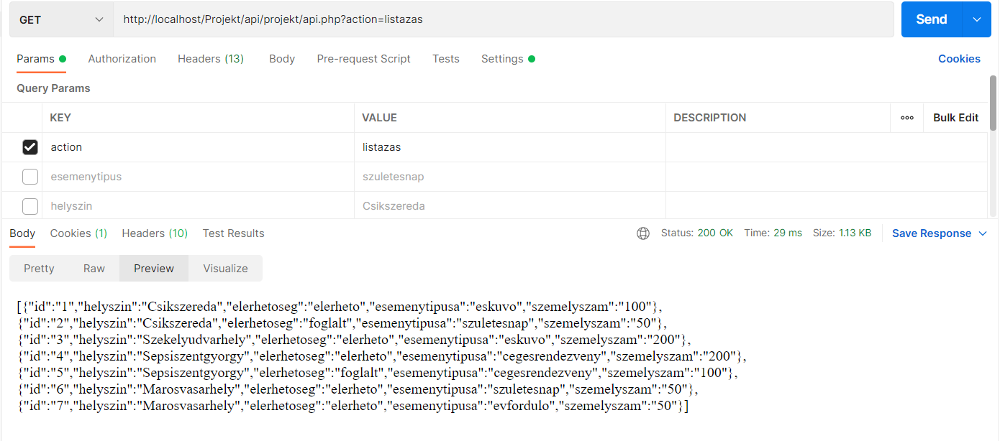 GET http://localhost/Projekt/api/projekt/api.php?action=listazas Send
Params Authorization Headers (13) Body Pre-request Script Tests Settings Cookies
Query Params
KEY VALUE DESCRIPTION ooo Bulk Edit
action listazas
esemenytipus szuletesnap
helyszin Csikszereda
Body Cookies (1) Headers (10) Test Results Status: 200 OK Time: 29 ms Size: 1.13 KB Save Response
Pretty Raw Preview Visualize
[{"id":"1","helyszin":"Csikszereda","elerhetoseg":"elerheto","esemenytipusa":"eskuvo","szemelyszam":"100"},
{"id":"2","helyszin":"Csikszereda","elerhetoseg":"foglalt","esemenytipusa":"szuletesnap","szemelyszam":"50"},
{"id":"3","helyszin":"Szekelyudvarhely","elerhetoseg":"elerheto","esemenytipusa":"eskuvo","szemelyszam":"200"},
{"id":"4","helyszin":"Sepsiszentgyorgy","elerhetoseg":"elerheto","esemenytipusa":"cegesrendezveny","szemelyszam":"200"},
{"id":"5","helyszin":"Sepsiszentgyorgy","elerhetoseg":"foglalt","esemenytipusa":"cegesrendezveny","szemelyszam":"100"},
{"id":"6","helyszin":"Marosvasarhely","elerhetoseg":"elerheto","esemenytipusa":"szuletesnap","szemelyszam":"50"},
{"id":"7","helyszin":"Marosvasarhely","elerhetoseg":"elerheto","esemenytipusa":"evfordulo","szemelyszam":"50"}]